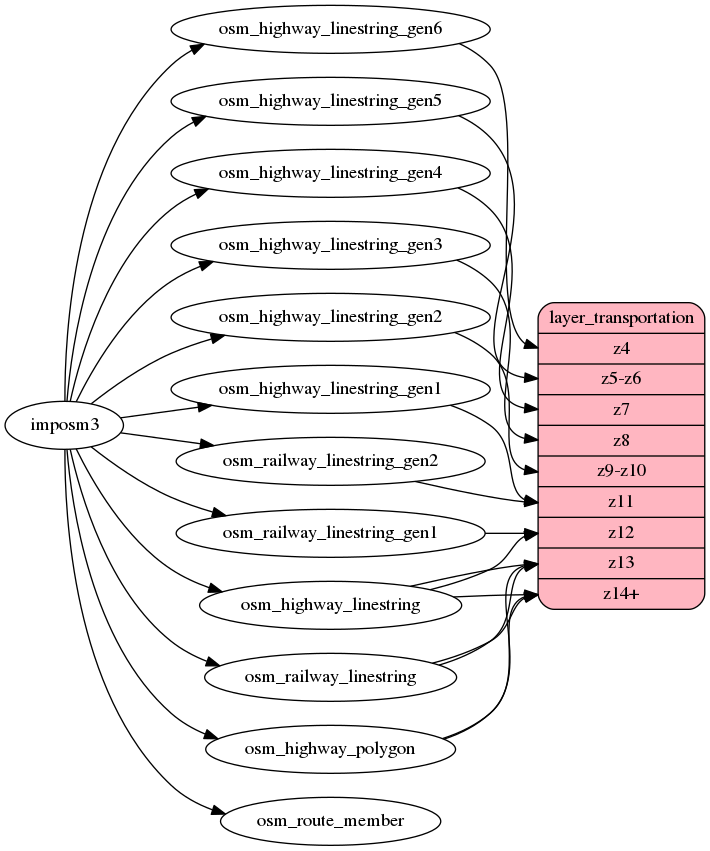 osm_highway_linestring_gen6
osm_highway_linestring_gen5
osm_highway_linestring_gen4
osm_highway_linestring_gen3
osm_highway_linestring_gen2
osm_highway_linestring_gen1
imposm3
osm_railway_linestring_gen2
osm_railway_linestring_gen1
osm_highway_linestring
osm_railway_linestring
osm_highway_polygon
osm_route_member
layer_transportation
z4
z5-z6
z7
z8
z9-z10
z11
z12
z13
z14+